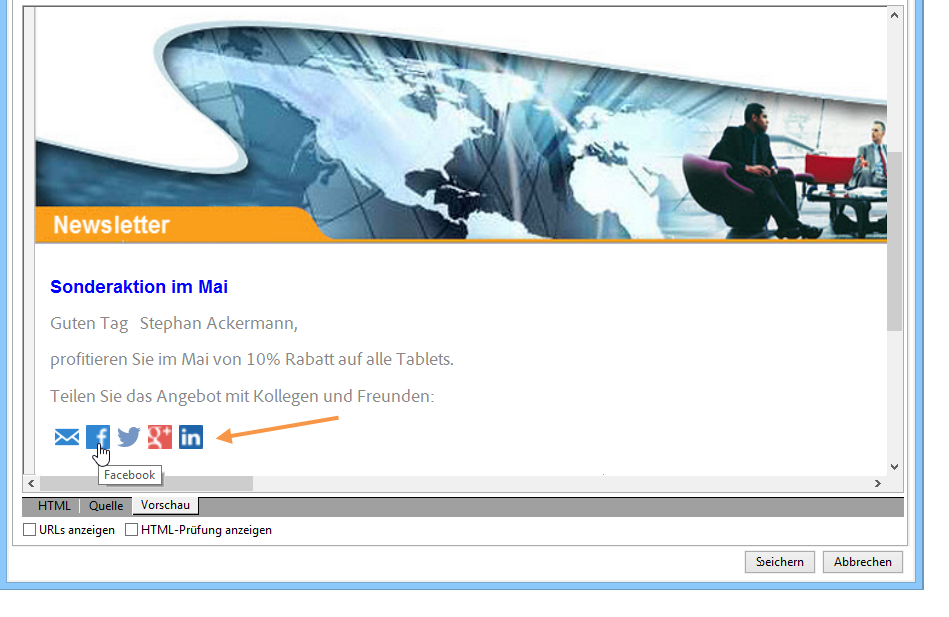 Newsletter
Sonderaktion im Mai
Guten Tag Stephan Ackermann,
profitieren Sie im Mai von 10% Rabatt auf alle Tablets.
Teilen Sie das Angebot mit Kollegen und Freunden:
f g+ in
Facebook
HTML Quelle Vorschau
URLs anzeigen HTML-Prüfung anzeigen
Speichern Abbrechen